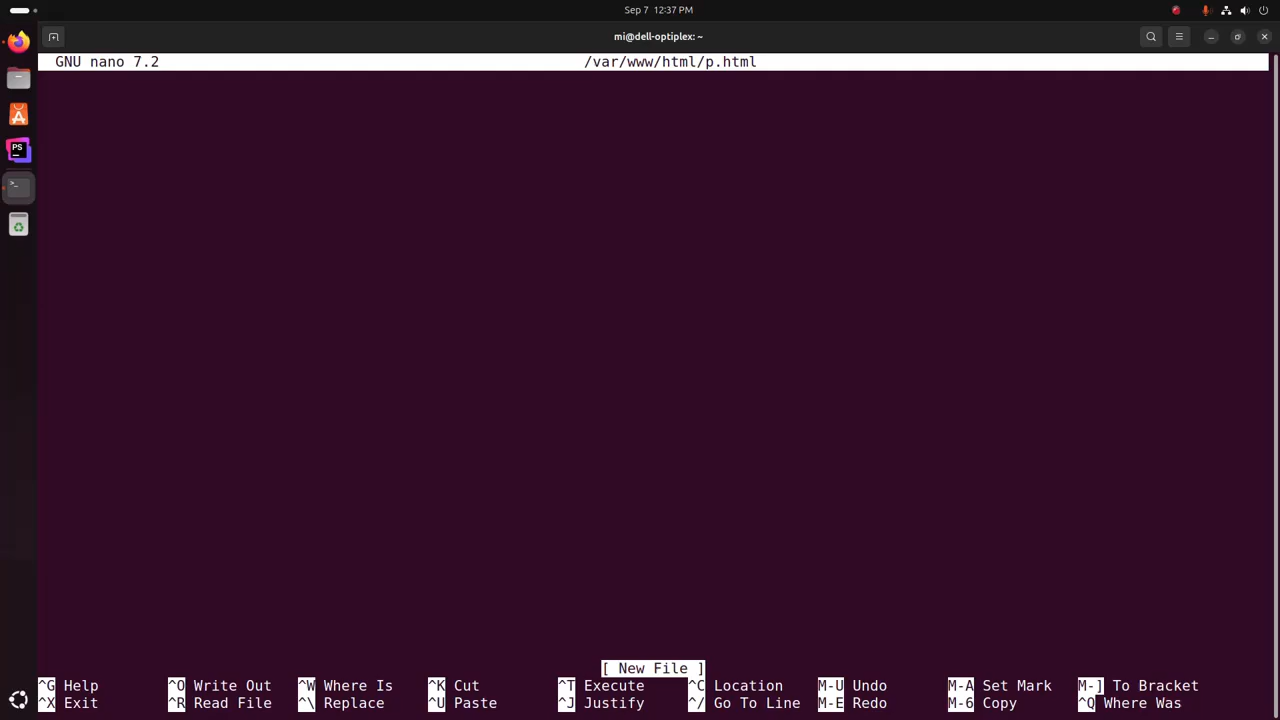 Sep 7 12:37 PM
mi@dell-optiplex: ~
GNU nano 7.2 /var/www/html/p.html
PS
>_
[ New File ]
^G Help ^O Write Out ^W Where Is ^K Cut ^T Execute ^C Location M-U Undo M-A Set Mark M-] To Bracket
^X Exit ^R Read File ^\ Replace ^U Paste ^J Justify ^/ Go To Line M-E Redo M-6 Copy ^Q Where Was